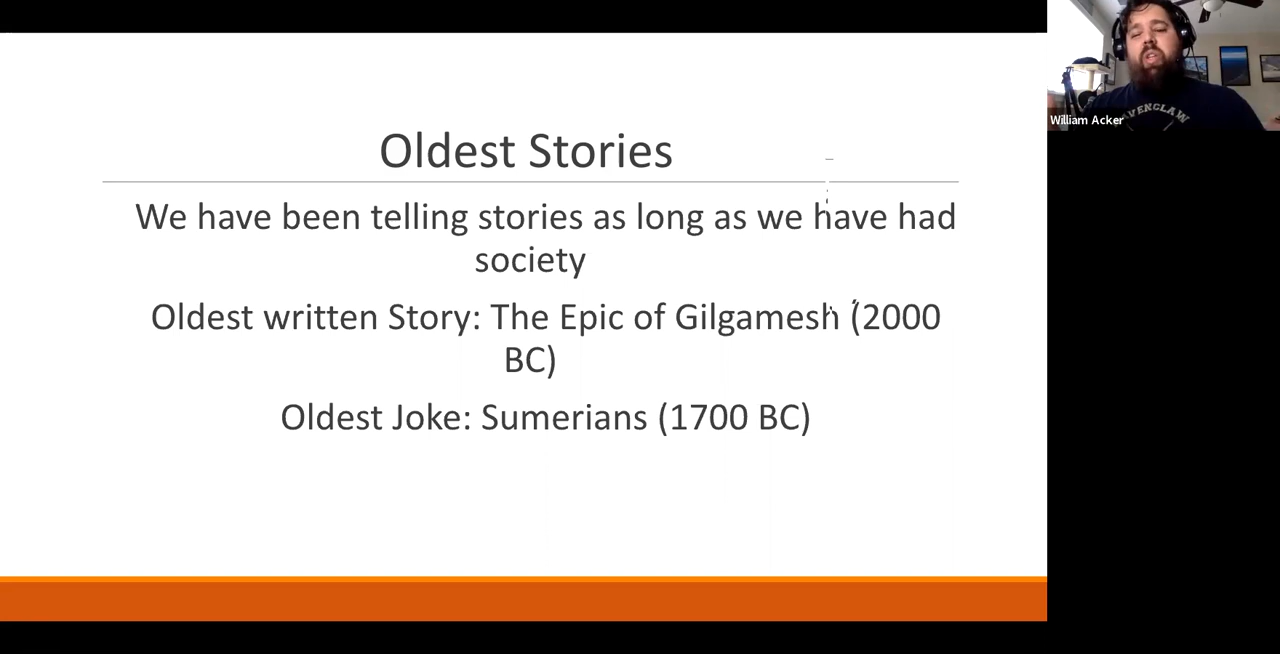 Oldest Stories
We have been telling stories as long as we have had
society
Oldest written Story: The Epic of Gilgamesh (2000
BC)
Oldest Joke: Sumerians (1700 BC)
William Acker